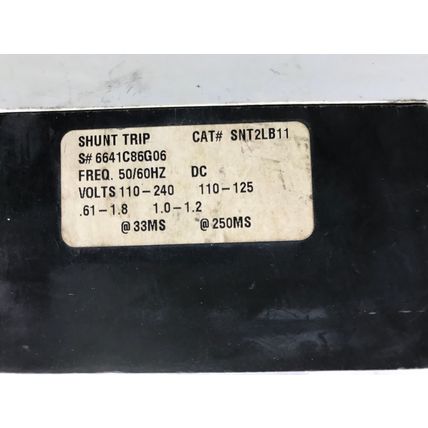 SHUNT TRIP CAT# SNT2LB11
S# 6641C86G06
FREQ. 50/60HZ DC
VOLTS 110-240 110-125
.61-1.8 1.0-1.2
@33MS @250MS